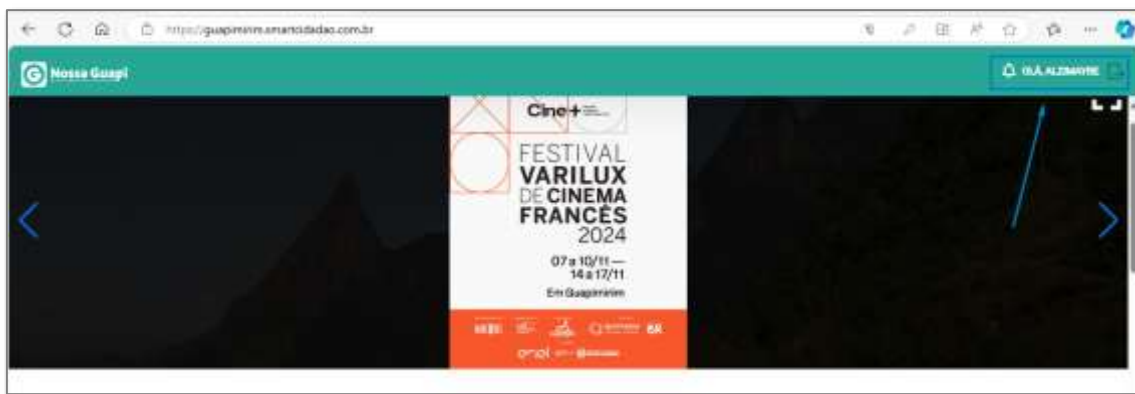 https://guapimirim.smartcidadao.com.br
Nossa Guapi
OLÁ, ALZIMAYRE
Cine+
FESTIVAL
VARILUX
DE CINEMA
FRANCÊS
2024
07 a 10/11 —
14 a 17/11
Em Guapimirim
enel